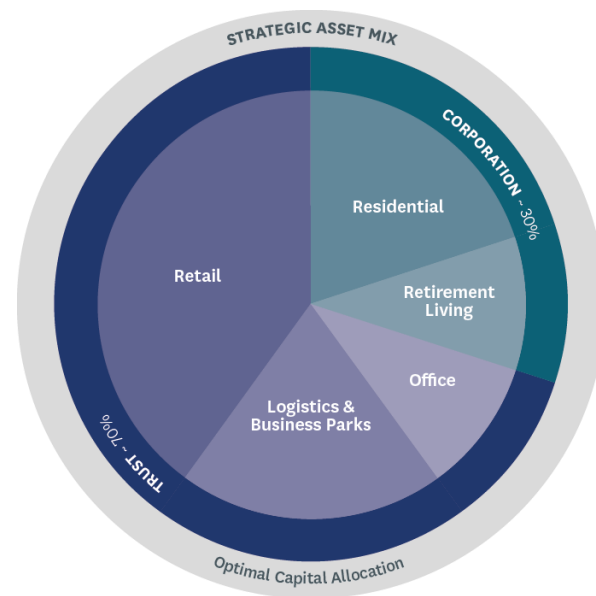 STRATEGIC ASSET MIX
CORPORATION ~ 30%
Residential
Retail
Retirement
Living
Office
Logistics &
Business Parks
TRUST ~ 70%
Optimal Capital Allocation